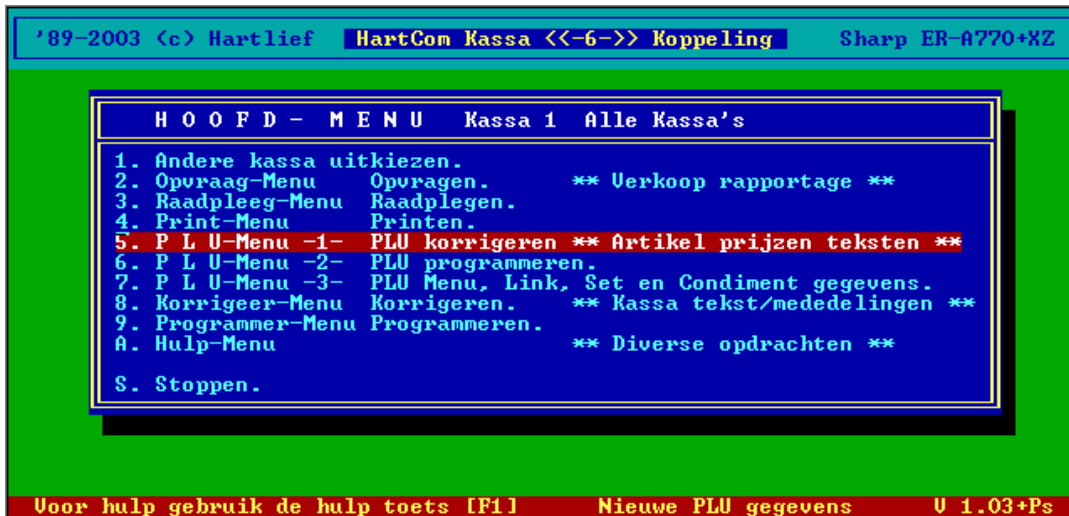 '89-2003 (c) Hartlief HartCom Kassa <<-6->> Koppeling Sharp ER-A770+XZ
H O O F D - M E N U Kassa 1 Alle Kassa's
1. Andere kassa uitkiezen.
2. Opvraag-Menu Opvragen. ** Verkoop rapportage **
3. Raadpleeg-Menu Raadplegen.
4. Print-Menu Printen.
5. P L U-Menu -1- PLU korrigeren ** Artikel prijzen teksten **
6. P L U-Menu -2- PLU programmeren.
7. P L U-Menu -3- PLU Menu, Link, Set en Condiment gegevens.
8. Korrigeer-Menu Korrigeren. ** Kassa tekst/mededelingen **
9. Programmer-Menu Programmeren.
A. Hulp-Menu ** Diverse opdrachten **
S. Stoppen.
Voor hulp gebruik de hulp toets [F1] Nieuwe PLU gegevens V 1.03+Ps